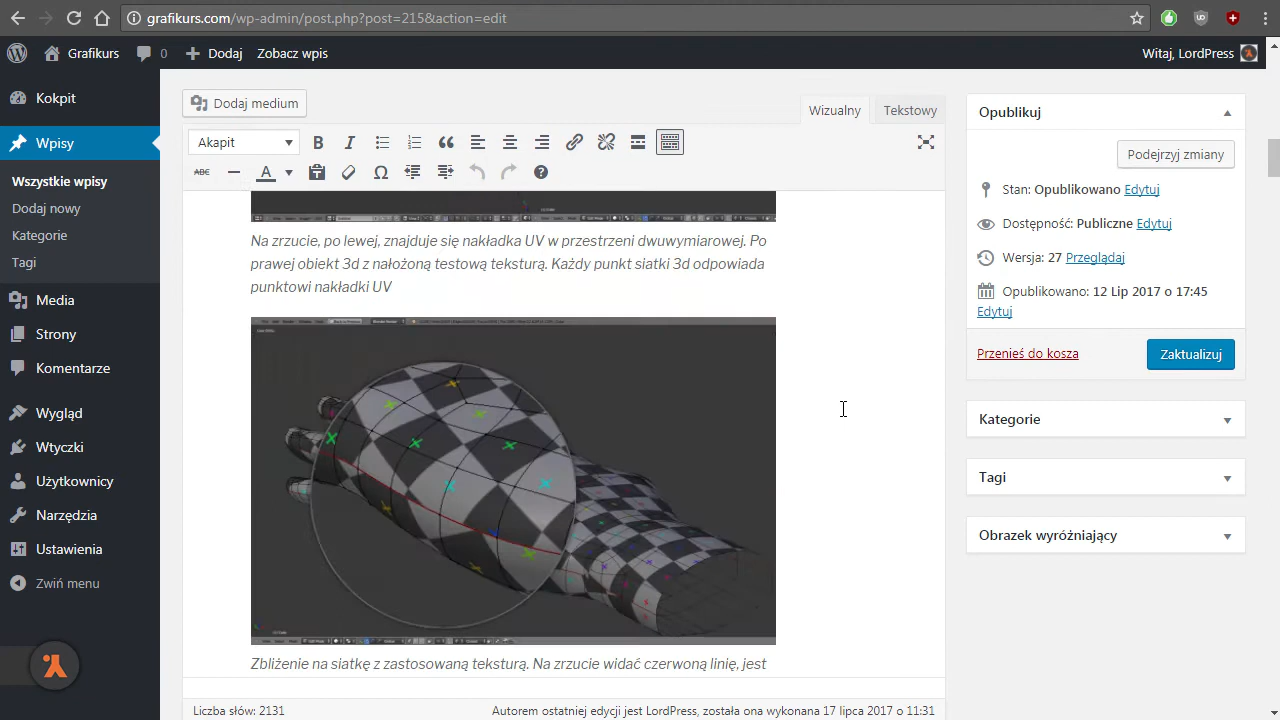 grafikurs.com/wp-admin/post.php?post=215&action=edit
Grafikurs
0
Dodaj
Zobacz wpis
Witaj, LordPress
Kokpit
Wpisy
Wszystkie wpisy
Dodaj nowy
Kategorie
Tagi
Media
Strony
Komentarze
Wygląd
Wtyczki
Użytkownicy
Narzędzia
Ustawienia
Zwiń menu
Dodaj medium
Wizualny
Tekstowy
Akapit
B
I
ABC
A
Na zrzucie, po lewej, znajduje się nakładka UV w przestrzeni dwuwymiarowej. Po
prawej obiekt 3d z nałożoną testową teksturą. Każdy punkt siatki 3d odpowiada
punktowi nakładki UV
Zbliżenie na siatkę z zastosowaną teksturą. Na zrzucie widać czerwoną linię, jest
Liczba słów: 2131
Autorem ostatniej edycji jest LordPress, została ona wykonana 17 lipca 2017 o 11:31
Opublikuj
Podejrzyj zmiany
Stan: Opublikowano Edytuj
Dostępność: Publiczne Edytuj
Wersja: 27 Przeglądaj
Opublikowano: 12 Lip 2017 o 17:45
Edytuj
Przenieś do kosza
Zaktualizuj
Kategorie
Tagi
Obrazek wyróżniający